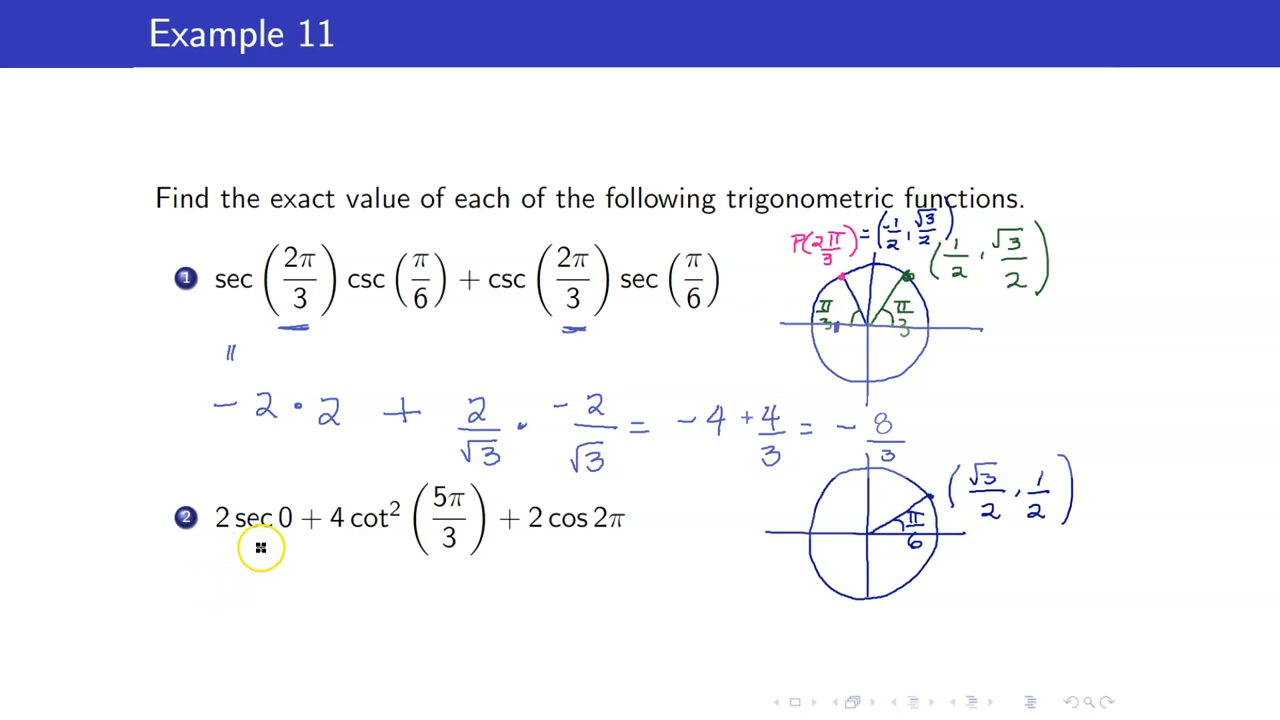 Example 11
Find the exact value of each of the following trigonometric functions.
P(2π/3) = (-1/2, √3/2)
(1/2, √3/2)
1 sec(2π/3) csc(π/6) + csc(2π/3) sec(π/6)
π/3
π/3
=
-2 · 2 + 2/√3 · -2/√3 = -4 + 4/3 = -8/3
(√3/2, 1/2)
2 2 sec 0 + 4 cot²(5π/3) + 2 cos 2π
π/6